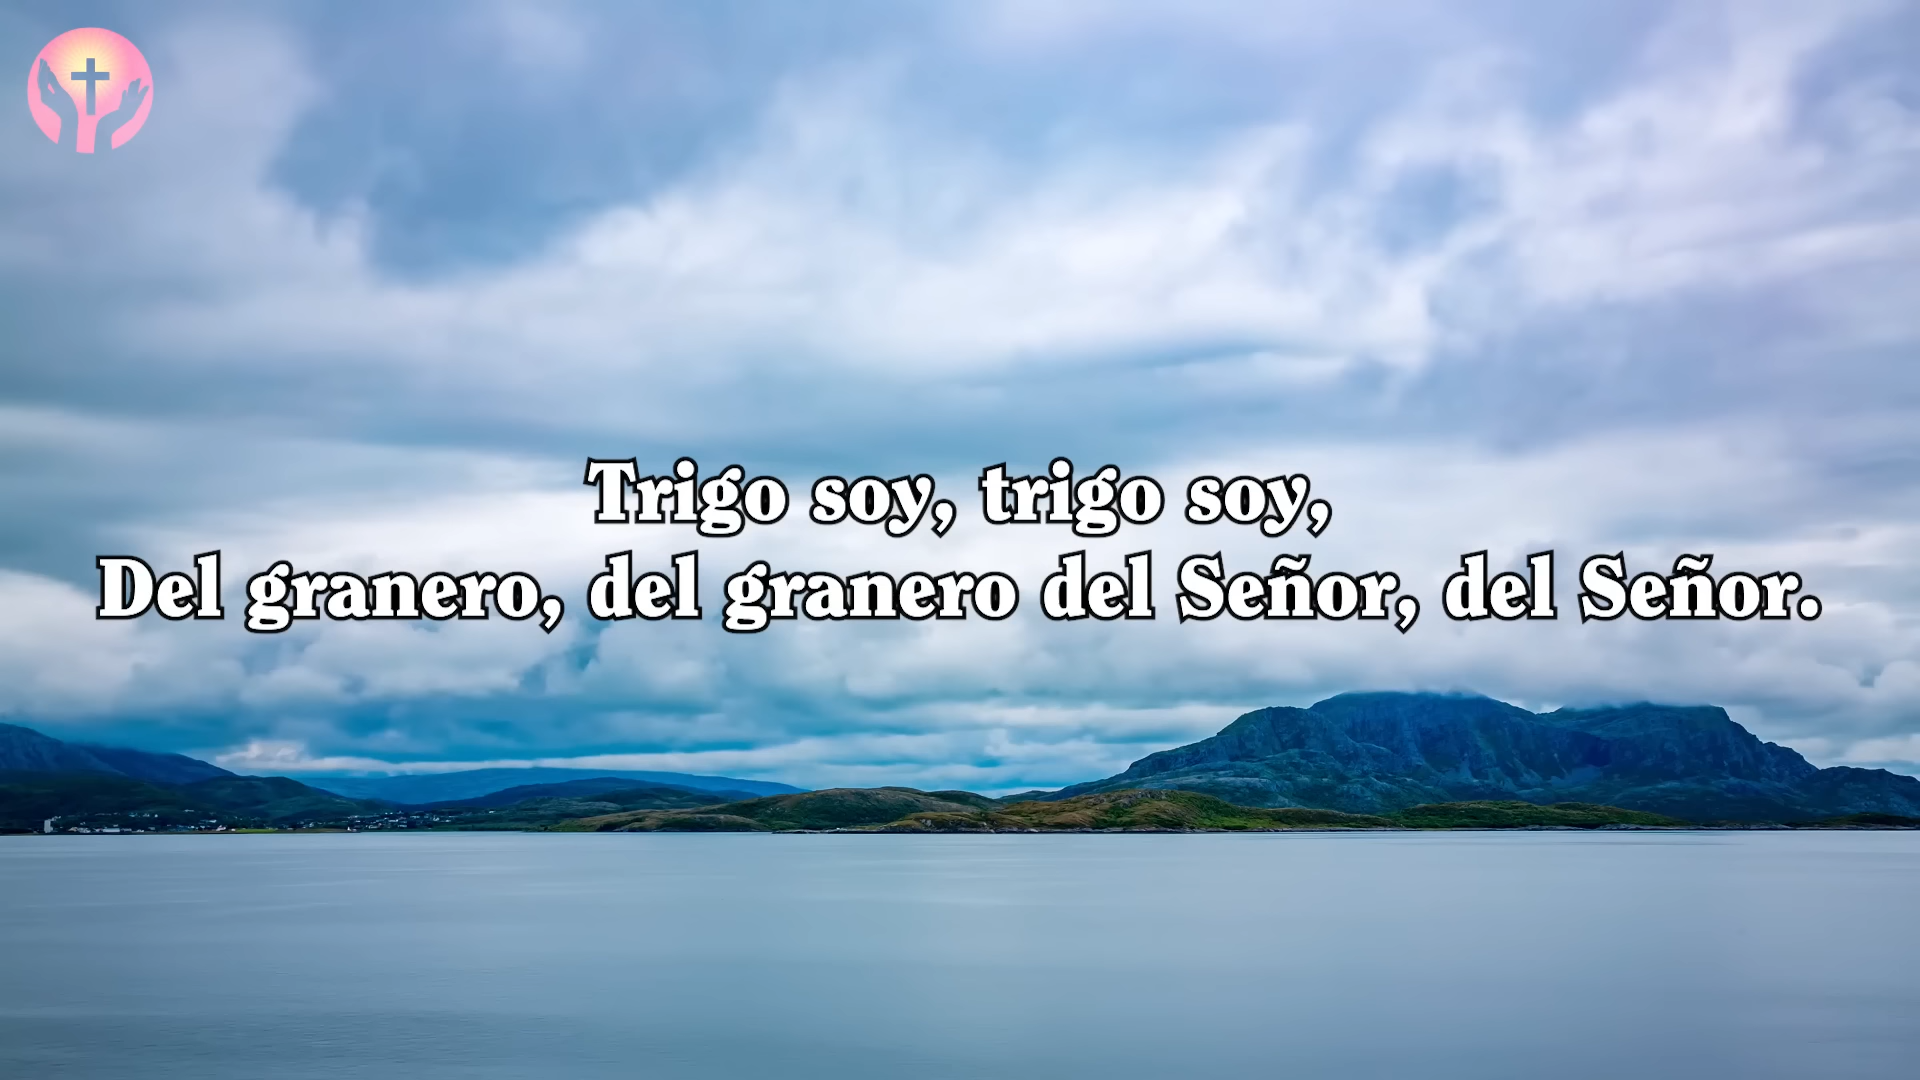 Trigo soy, trigo soy,
Del granero, del granero del Señor, del Señor.